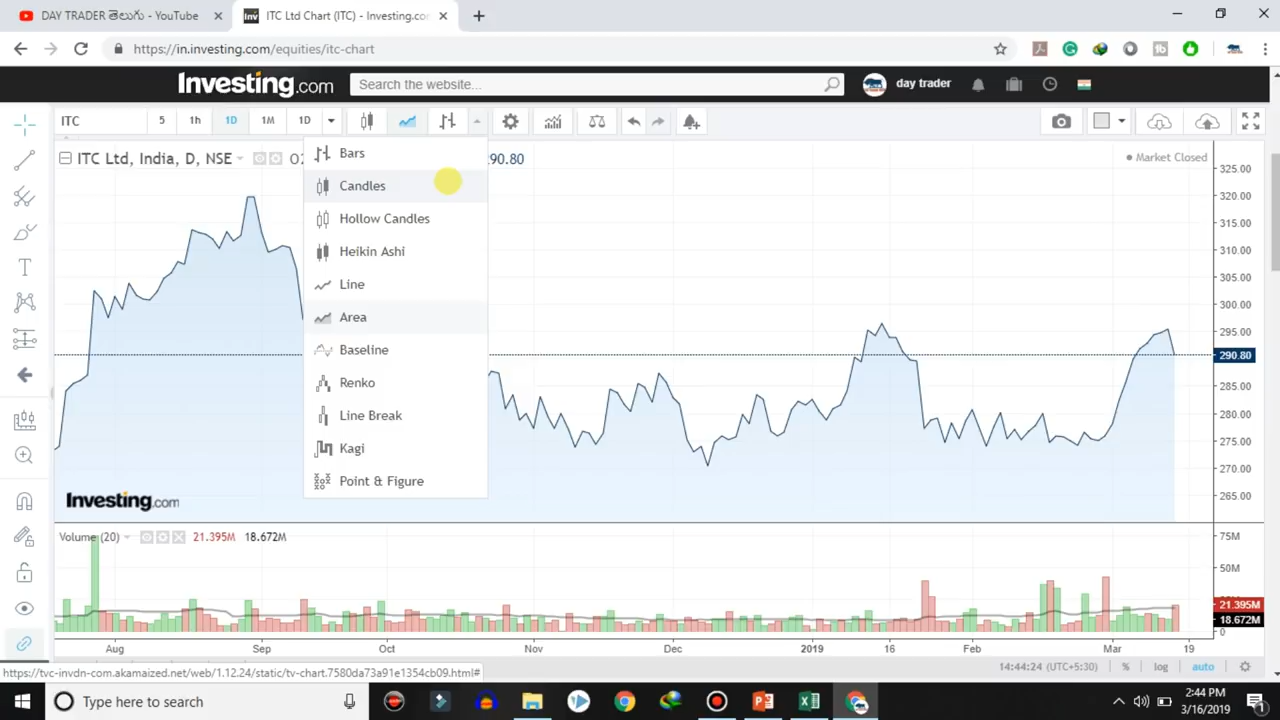 DAY TRADER తెలుగు - YouTube
ITC Ltd Chart (ITC) - Investing.com
https://in.investing.com/equities/itc-chart
Investing.com
Search the website...
day trader
ITC
5
1h
1D
1M
1D
ITC Ltd, India, D, NSE
290.80
Market Closed
Bars
Candles
Hollow Candles
Heikin Ashi
Line
Area
Baseline
Renko
Line Break
Kagi
Point & Figure
325.00
320.00
315.00
310.00
305.00
300.00
295.00
290.80
285.00
280.00
275.00
270.00
265.00
Investing.com
Volume (20)
21.395M
18.672M
75M
50M
21.395M
18.672M
0
Aug
Sep
Oct
Nov
Dec
2019
16
Feb
Mar
19
https://tvc-invdn-com.akamaized.net/web/1.12.24/static/tv-chart.7580da73a91e1354cb09.html#
14:44:24 (UTC+5:30)
%
log
auto
Type here to search
2:44 PM
3/16/2019